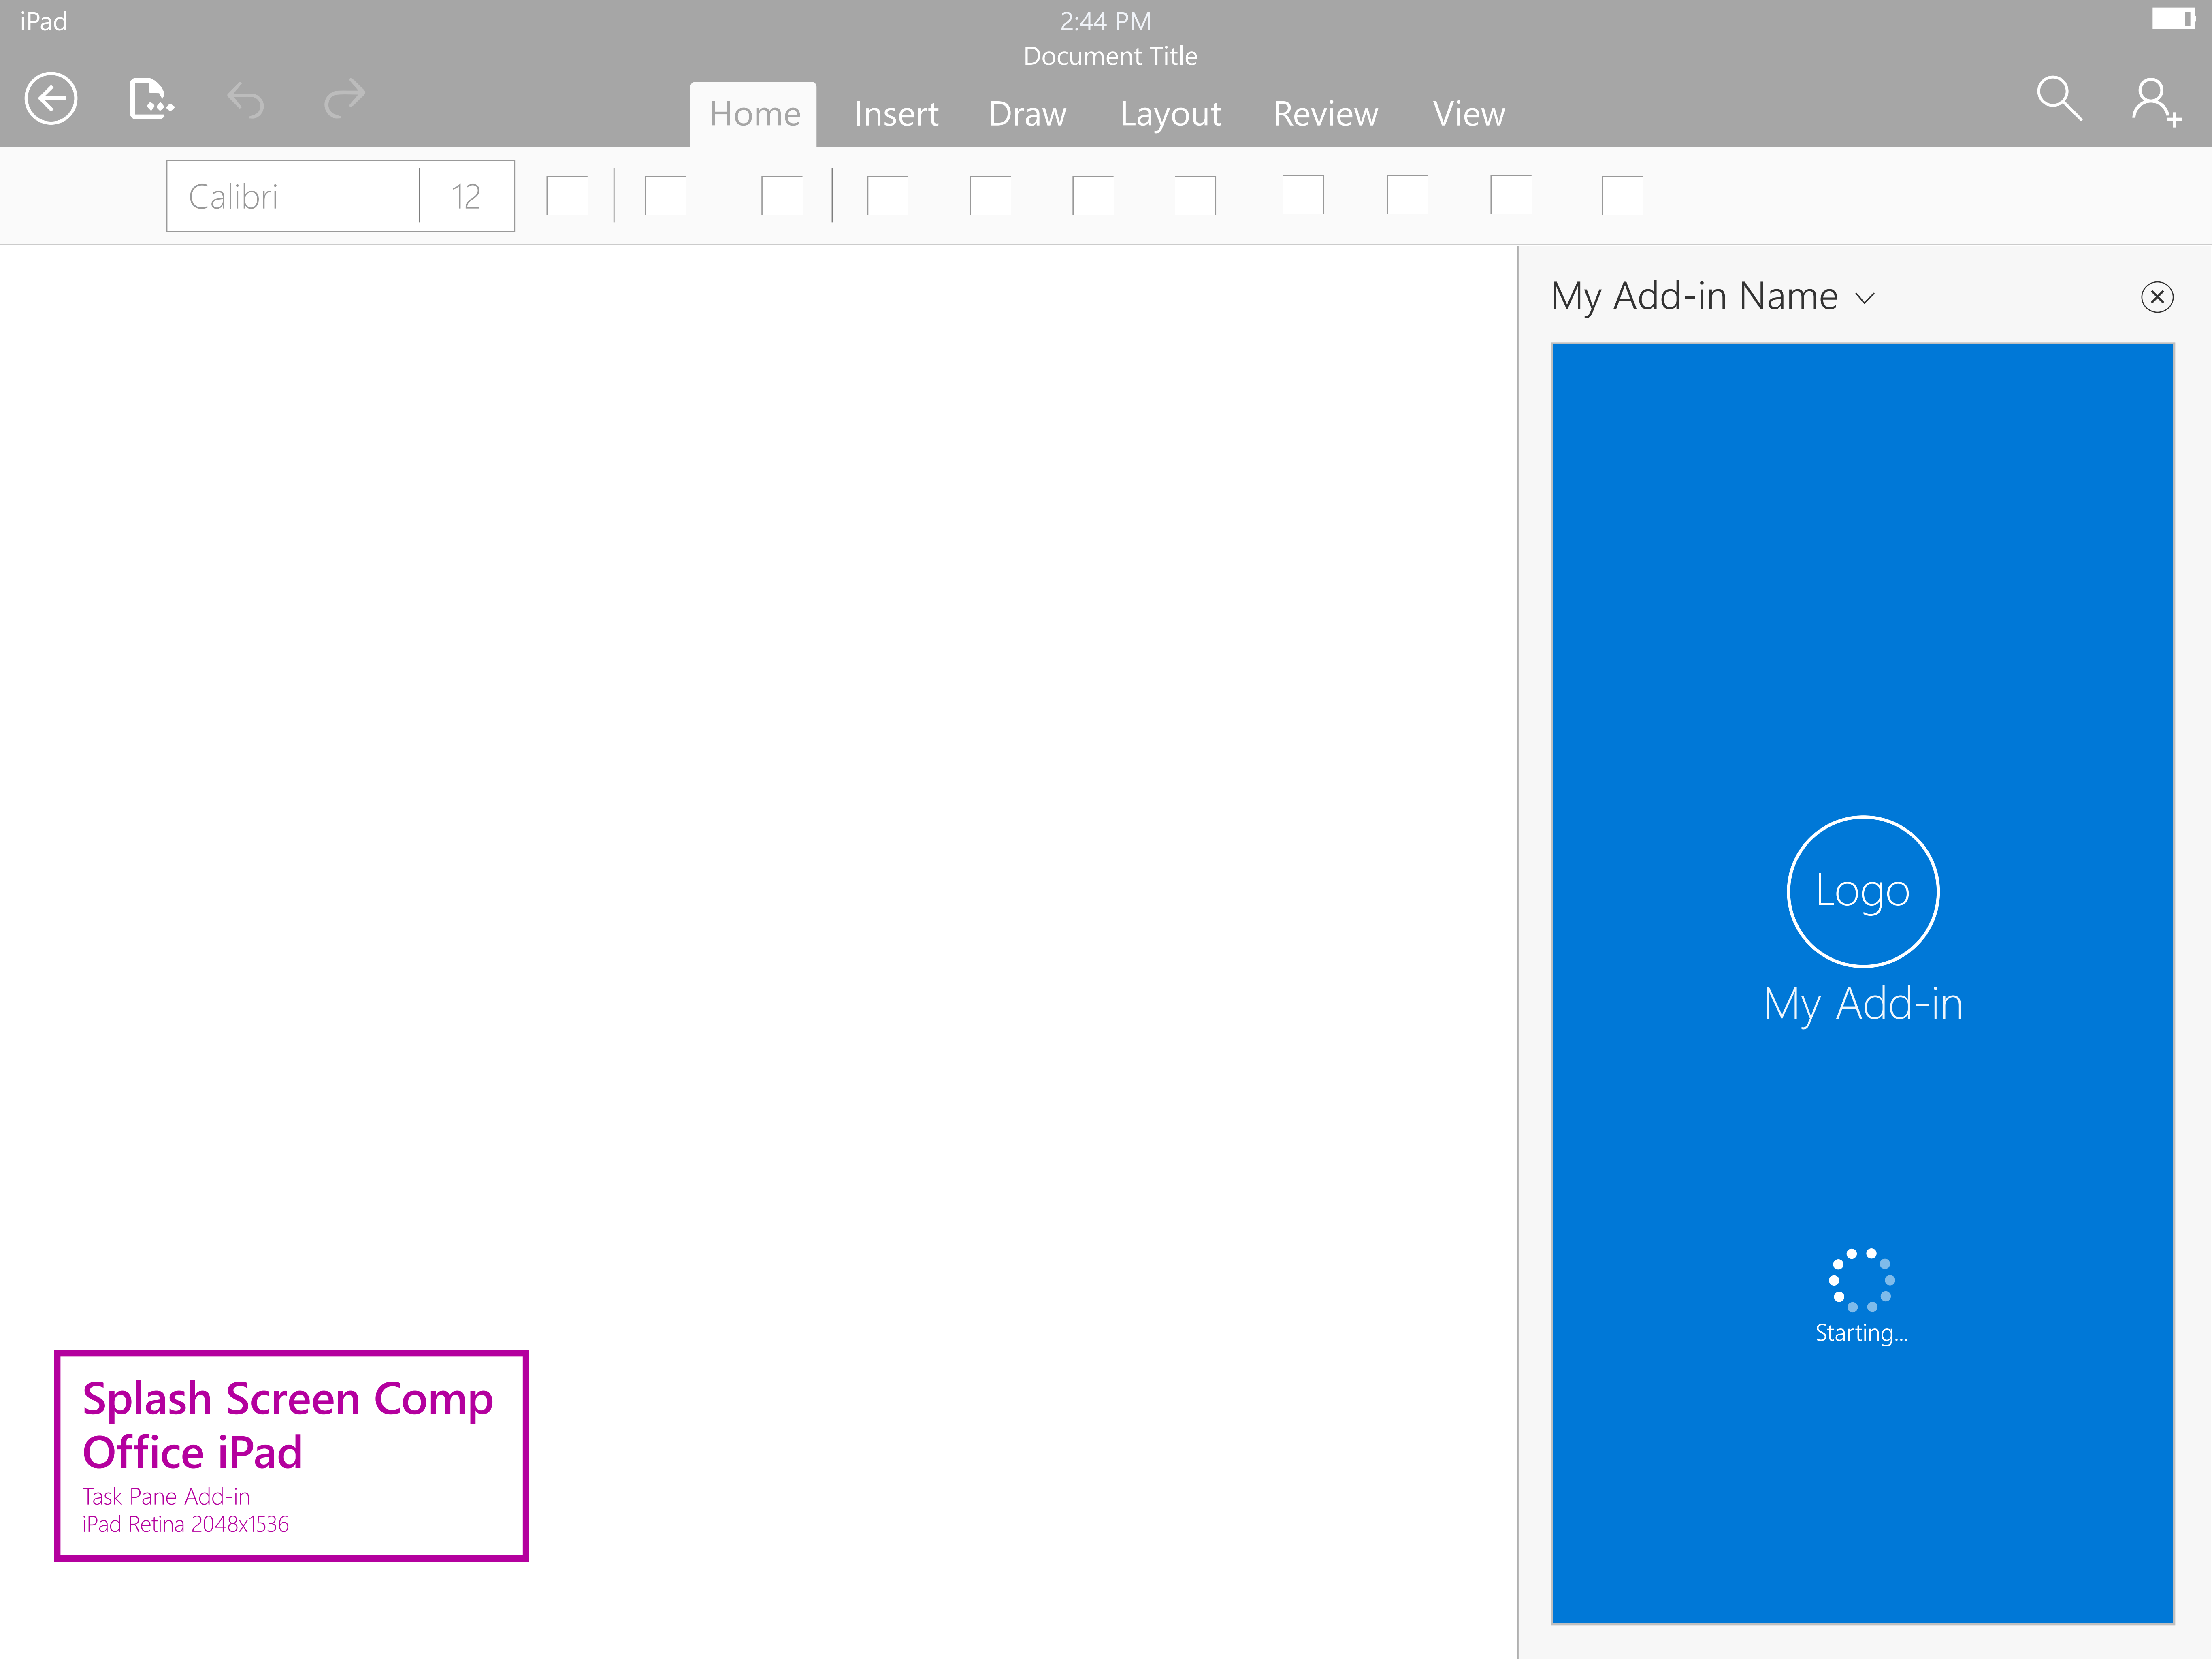 iPad
2:44 PM
Document Title
Home Insert Draw Layout Review View
Calibri 12
My Add-in Name
Logo
My Add-in
Starting...
Splash Screen Comp
Office iPad
Task Pane Add-in
iPad Retina 2048x1536